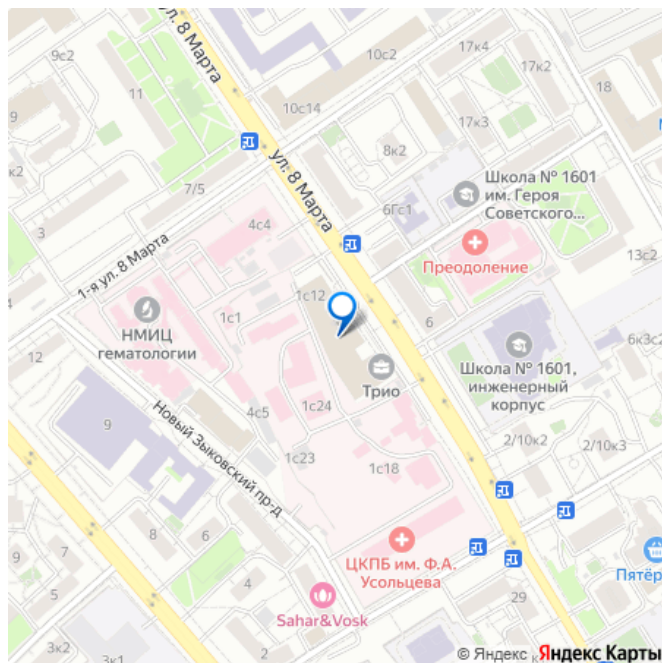 ул. 8 Марта
9с2
17к4
10с2
11
18
10с14
9
17к3
8к2
ул. 8 Марта
к2
7/5
Школа № 1601
им. Героя
Советского...
6Гс1
4с4
3
Преодоление
13с2
1-я ул. 8 Марта
1с12
НМИЦ
гематологии
1с1
6
6к3с2
12
Школа № 1601,
инженерный
корпус
Трио
1с24
4с5
9
Новый Зыковский пр-д
2/10к2
2/10к3
1с23
1с18
8
6
9
7
ЦКПБ им. Ф.А.
Усольцева
Пятёр
5
4
Sahar&Vosk
29
3к1
3к2
2
© Яндекс
Яндекс Карты